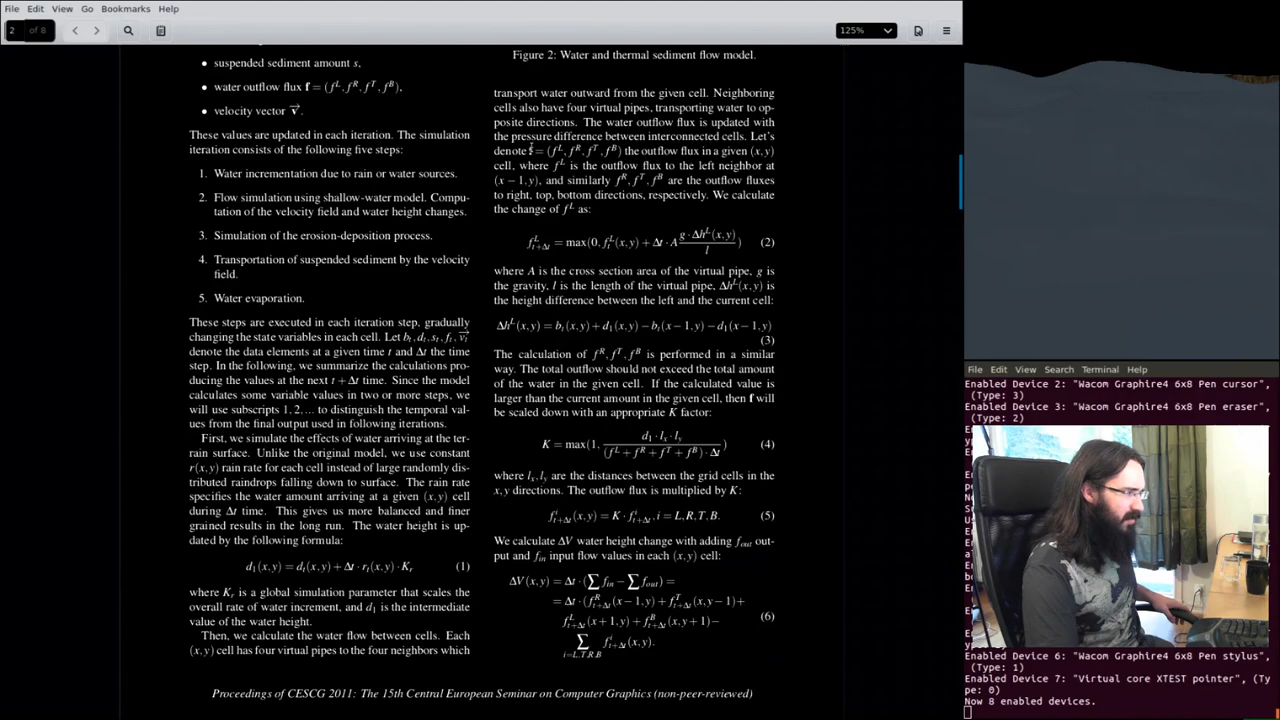 File Edit View Go Bookmarks Help
2 of 8
125%
Figure 2: Water and thermal sediment flow model.
• suspended sediment amount s,
• water outflow flux f = (f^L, f^R, f^T, f^B),
• velocity vector v⃗.
These values are updated in each iteration. The simulation
iteration consists of the following five steps:
1. Water incrementation due to rain or water sources.
2. Flow simulation using shallow-water model. Compu-
tation of the velocity field and water height changes.
3. Simulation of the erosion-deposition process.
4. Transportation of suspended sediment by the velocity
field.
5. Water evaporation.
These steps are executed in each iteration step, gradually
changing the state variables in each cell. Let b_t, d_t, s_t, f_t, v⃗_t
denote the data elements at a given time t and Δt the time
step. In the following, we summarize the calculations pro-
ducing the values at the next t + Δt time. Since the model
calculates some variable values in two or more steps, we
will use subscripts 1,2,... to distinguish the temporal val-
ues from the final output used in following iterations.
First, we simulate the effects of water arriving at the ter-
rain surface. Unlike the original model, we use constant
r(x,y) rain rate for each cell instead of large randomly dis-
tributed raindrops falling down to surface. The rain rate
specifies the water amount arriving at a given (x,y) cell
during Δt time. This gives us more balanced and finer
grained results in the long run. The water height is up-
dated by the following formula:
d_1(x,y) = d_t(x,y) + Δt · r_t(x,y) · K_r (1)
where K_r is a global simulation parameter that scales the
overall rate of water increment, and d_1 is the intermediate
value of the water height.
Then, we calculate the water flow between cells. Each
(x,y) cell has four virtual pipes to the four neighbors which
transport water outward from the given cell. Neighboring
cells also have four virtual pipes, transporting water to op-
posite directions. The water outflow flux is updated with
the pressure difference between interconnected cells. Let's
denote f = (f^L, f^R, f^T, f^B) the outflow flux in a given (x,y)
cell, where f^L is the outflow flux to the left neighbor at
(x − 1,y), and similarly f^R, f^T, f^B are the outflow fluxes
to right, top, bottom directions, respectively. We calculate
the change of f^L as:
f^L_{t+Δt} = max(0, f^L_t(x,y) + Δt · A g · Δh^L(x,y) / l) (2)
where A is the cross section area of the virtual pipe, g is
the gravity, l is the length of the virtual pipe, Δh^L(x,y) is
the height difference between the left and the current cell:
Δh^L(x,y) = b_t(x,y) + d_1(x,y) − b_t(x−1,y) − d_1(x−1,y)
(3)
The calculation of f^R, f^T, f^B is performed in a similar
way. The total outflow should not exceed the total amount
of the water in the given cell. If the calculated value is
larger than the current amount in the given cell, then f will
be scaled down with an appropriate K factor:
K = max(1, d_1 · l_x · l_y / (f^L + f^R + f^T + f^B) · Δt) (4)
where l_x, l_y are the distances between the grid cells in the
x,y directions. The outflow flux is multiplied by K:
f^i_{t+Δt}(x,y) = K · f^i_{t+Δt}, i = L,R,T,B. (5)
We calculate ΔV water height change with adding f_out out-
put and f_in input flow values in each (x,y) cell:
ΔV(x,y) = Δt · (∑ f_in − ∑ f_out) =
= Δt · (f^R_{t+Δt}(x−1,y) + f^T_{t+Δt}(x,y−1)+
f^L_{t+Δt}(x+1,y) + f^B_{t+Δt}(x,y+1)−
(6)
∑_{i=L,T,R,B} f^i_{t+Δt}(x,y).
Proceedings of CESCG 2011: The 15th Central European Seminar on Computer Graphics (non-peer-reviewed)
File Edit View Search Terminal Help
Enabled Device 2: "Wacom Graphire4 6x8 Pen cursor",
(Type: 3)
Enabled Device 3: "Wacom Graphire4 6x8 Pen eraser",
(Type: 2)
Enabled Device 6: "Wacom Graphire4 6x8 Pen stylus",
(Type: 1)
Enabled Device 7: "Virtual core XTEST pointer", (Ty
pe: 0)
Now 8 enabled devices.